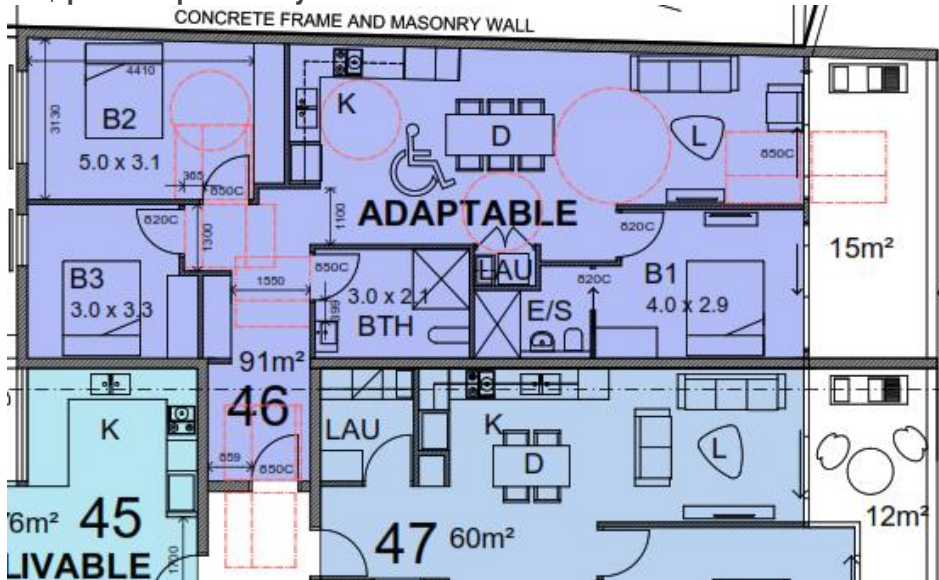 CONCRETE FRAME AND MASONRY WALL
4410
3130
B2
5.0 x 3.1
365
850C
K
D
L
850C
ADAPTABLE
1100
1300
820C
820C
15m²
B3
3.0 x 3.3
1550
850C
3.0 x 2.1
BTH
LAU
E/S
820C
B1
4.0 x 2.9
91m²
46
859
850C
K
45
76m²
LIVABLE
1200
LAU
K
D
L
47
60m²
12m²